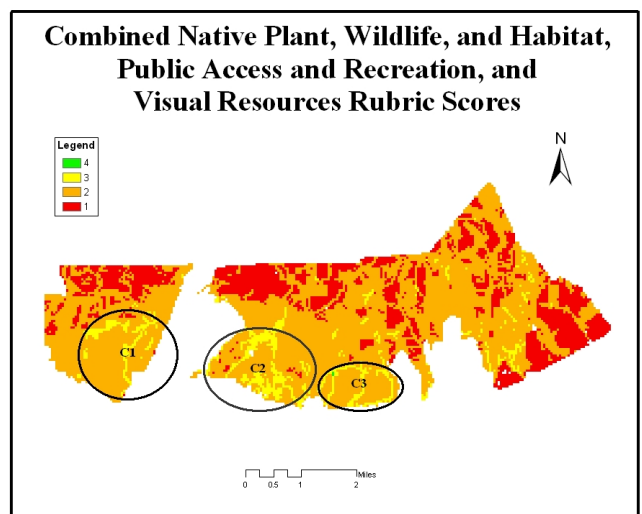 Combined Native Plant, Wildlife, and Habitat,
Public Access and Recreation, and
Visual Resources Rubric Scores
Legend
4
3
2
1
N
C1
C2
C3
Miles
0 0.5 1 2